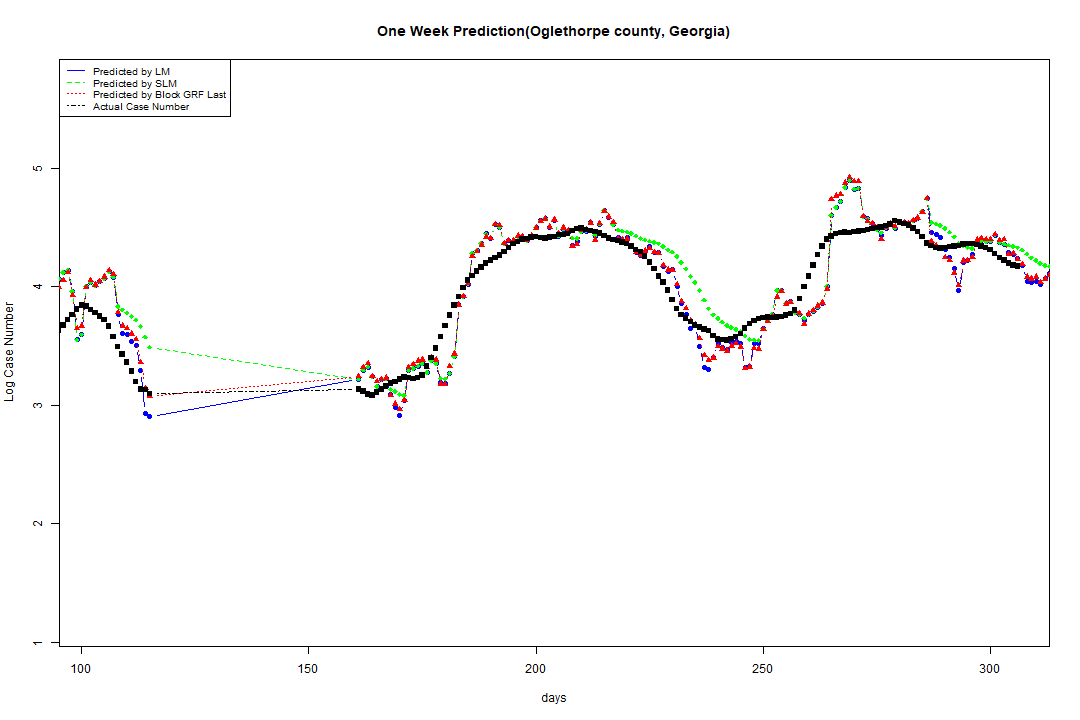 One Week Prediction(Oglethorpe county, Georgia)
Predicted by LM
Predicted by SLM
Predicted by Block GRF Last
Actual Case Number
Log Case Number
5
4
3
2
1
100
150
200
250
300
days